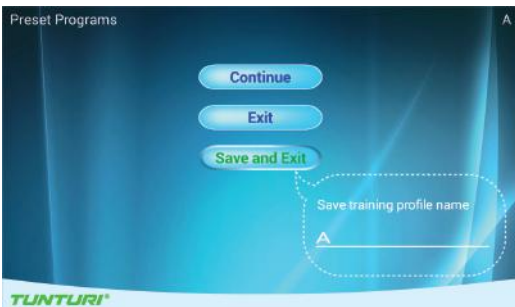 Preset Programs
A
Continue
Exit
Save and Exit
Save training profile name
A
TUNTURI®